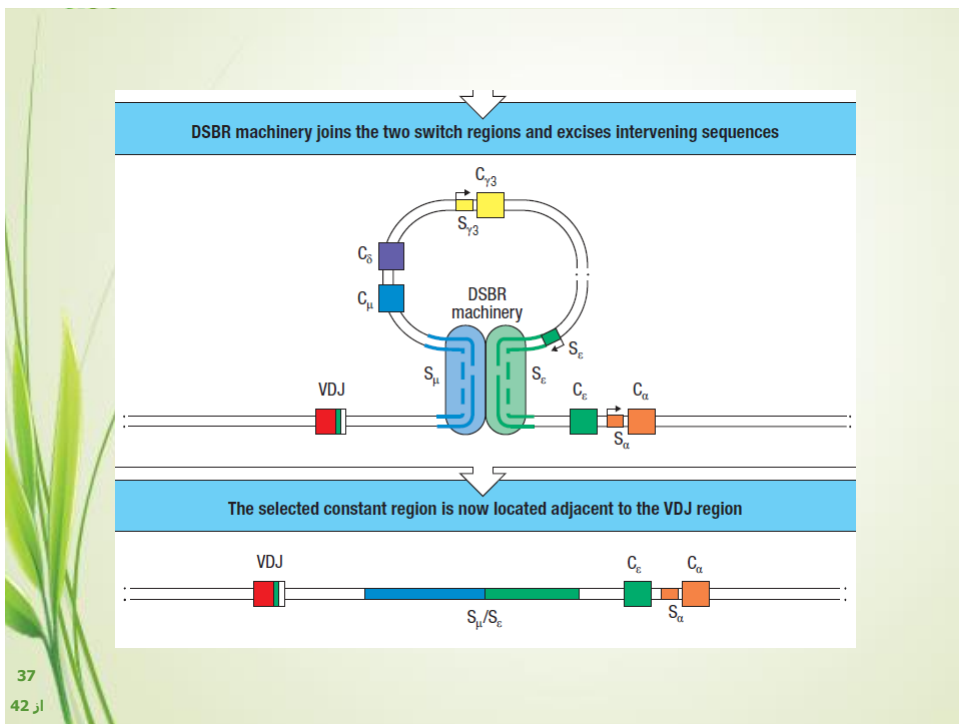 DSBR machinery joins the two switch regions and excises intervening sequences
Cγ3
Sγ3
Cδ
Cμ
DSBR
machinery
Sε
Sμ
Sε
VDJ
Cε
Cα
Sα
The selected constant region is now located adjacent to the VDJ region
VDJ
Cε
Cα
Sμ/Sε
Sα
37
از 42